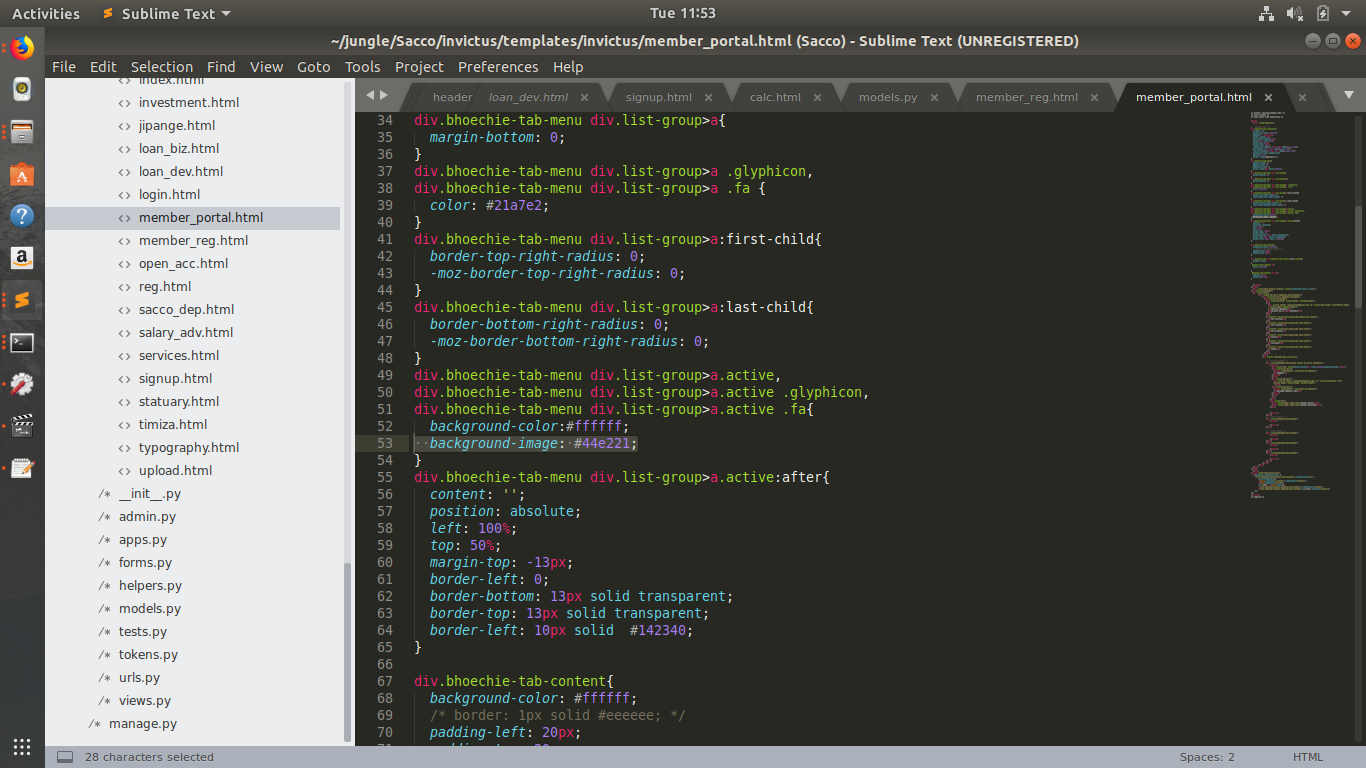 Activities
Sublime Text
Tue 11:53
~/jungle/Sacco/invictus/templates/invictus/member_portal.html (Sacco) - Sublime Text (UNREGISTERED)
File Edit Selection Find View Goto Tools Project Preferences Help
index.html
investment.html
jipange.html
loan_biz.html
loan_dev.html
login.html
member_portal.html
member_reg.html
open_acc.html
reg.html
sacco_dep.html
salary_adv.html
services.html
signup.html
statuary.html
timiza.html
typography.html
upload.html
/* __init__.py
/* admin.py
/* apps.py
/* forms.py
/* helpers.py
/* models.py
/* tests.py
/* tokens.py
/* urls.py
/* views.py
/* manage.py
header loan_dev.html signup.html calc.html models.py member_reg.html member_portal.html
34 div.bhoechie-tab-menu div.list-group>a{
35 margin-bottom: 0;
36 }
37 div.bhoechie-tab-menu div.list-group>a .glyphicon,
38 div.bhoechie-tab-menu div.list-group>a .fa {
39 color: #21a7e2;
40 }
41 div.bhoechie-tab-menu div.list-group>a:first-child{
42 border-top-right-radius: 0;
43 -moz-border-top-right-radius: 0;
44 }
45 div.bhoechie-tab-menu div.list-group>a:last-child{
46 border-bottom-right-radius: 0;
47 -moz-border-bottom-right-radius: 0;
48 }
49 div.bhoechie-tab-menu div.list-group>a.active,
50 div.bhoechie-tab-menu div.list-group>a.active .glyphicon,
51 div.bhoechie-tab-menu div.list-group>a.active .fa{
52 background-color:#ffffff;
53 background-image: #44e221;
54 }
55 div.bhoechie-tab-menu div.list-group>a.active:after{
56 content: '';
57 position: absolute;
58 left: 100%;
59 top: 50%;
60 margin-top: -13px;
61 border-left: 0;
62 border-bottom: 13px solid transparent;
63 border-top: 13px solid transparent;
64 border-left: 10px solid  #142340;
65 }
66
67 div.bhoechie-tab-content{
68 background-color: #ffffff;
69 /* border: 1px solid #eeeeee; */
70 padding-left: 20px;
28 characters selected
Spaces: 2
HTML